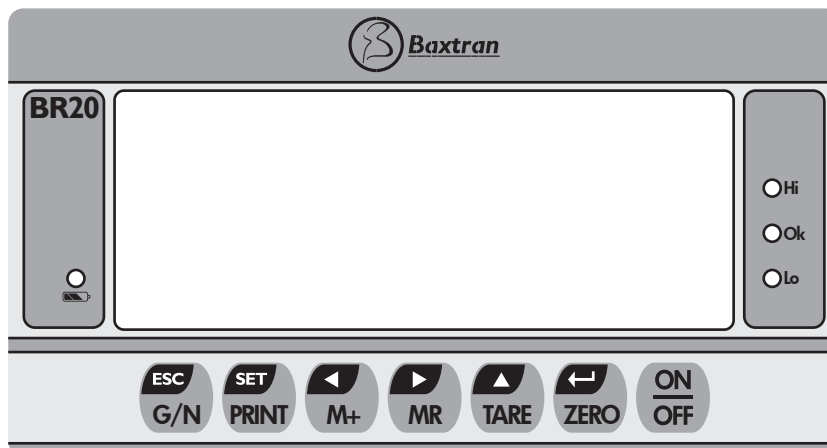 Baxtran
BR20
Hi
Ok
Lo
ESC SET
G/N PRINT M+ MR TARE ZERO
ON
OFF